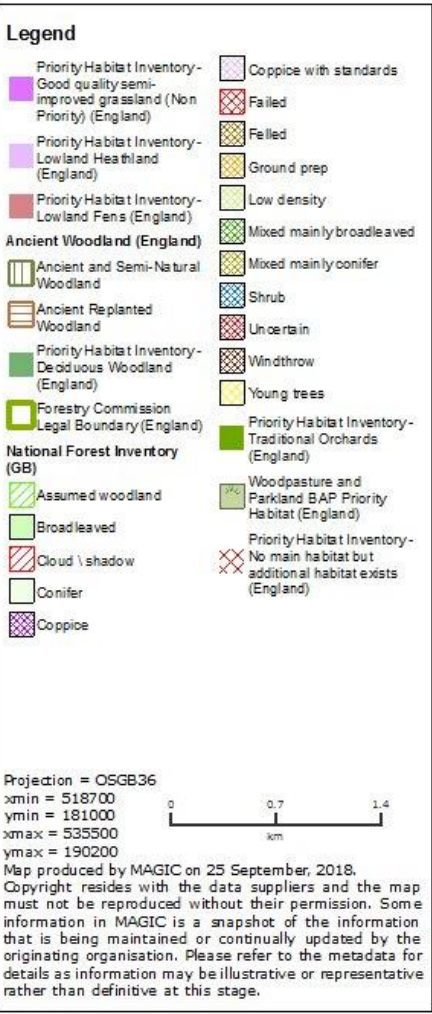 Legend
Priority Habitat Inventory -
Good quality semi-
improved grassland (Non
Priority) (England)
Priority Habitat Inventory -
Lowland Heathland
(England)
Priority Habitat Inventory -
Lowland Fens (England)
Ancient Woodland (England)
Ancient and Semi-Natural
Woodland
Ancient Replanted
Woodland
Priority Habitat Inventory -
Deciduous Woodland
(England)
Forestry Commission
Legal Boundary (England)
National Forest Inventory
(GB)
Assumed woodland
Broadleaved
Cloud \ shadow
Conifer
Coppice
Coppice with standards
Failed
Felled
Ground prep
Low density
Mixed mainly broadleaved
Mixed mainly conifer
Shrub
Uncertain
Windthrow
Young trees
Priority Habitat Inventory -
Traditional Orchards
(England)
Woodpasture and
Parkland BAP Priority
Habitat (England)
Priority Habitat Inventory -
No main habitat but
additional habitat exists
(England)
Projection = OSGB36
xmin = 518700
ymin = 181000
xmax = 535500
ymax = 190200
0 0.7 1.4
km
Map produced by MAGIC on 25 September, 2018.
Copyright resides with the data suppliers and the map
must not be reproduced without their permission. Some
information in MAGIC is a snapshot of the information
that is being maintained or continually updated by the
originating organisation. Please refer to the metadata for
details as information may be illustrative or representative
rather than definitive at this stage.